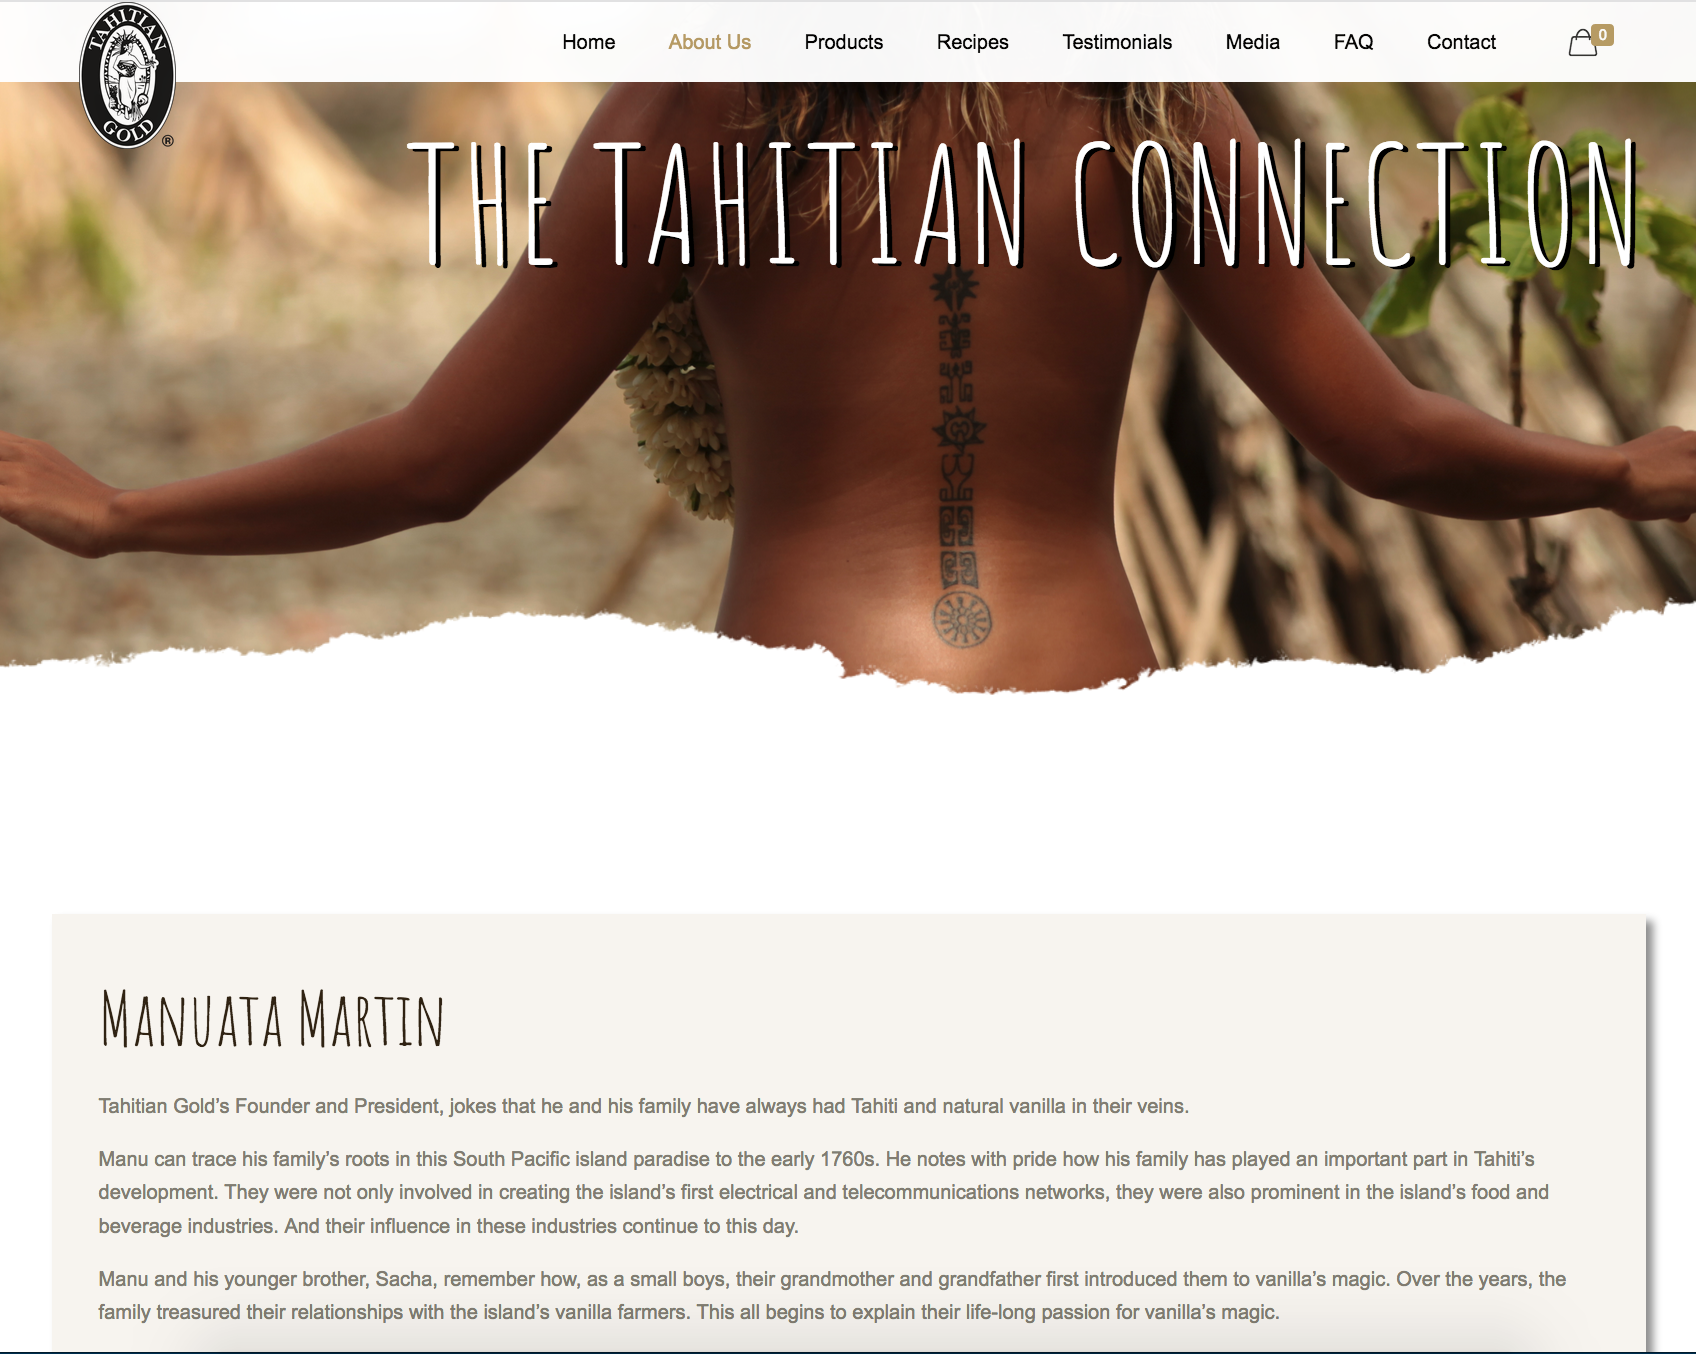 TAHITIAN
GOLD
®
Home About Us Products Recipes Testimonials Media FAQ Contact 0
THE TAHITIAN CONNECTION
MANUATA MARTIN
Tahitian Gold’s Founder and President, jokes that he and his family have always had Tahiti and natural vanilla in their veins.
Manu can trace his family’s roots in this South Pacific island paradise to the early 1760s. He notes with pride how his family has played an important part in Tahiti’s
development. They were not only involved in creating the island’s first electrical and telecommunications networks, they were also prominent in the island’s food and
beverage industries. And their influence in these industries continue to this day.
Manu and his younger brother, Sacha, remember how, as a small boys, their grandmother and grandfather first introduced them to vanilla’s magic. Over the years, the
family treasured their relationships with the island’s vanilla farmers. This all begins to explain their life-long passion for vanilla’s magic.